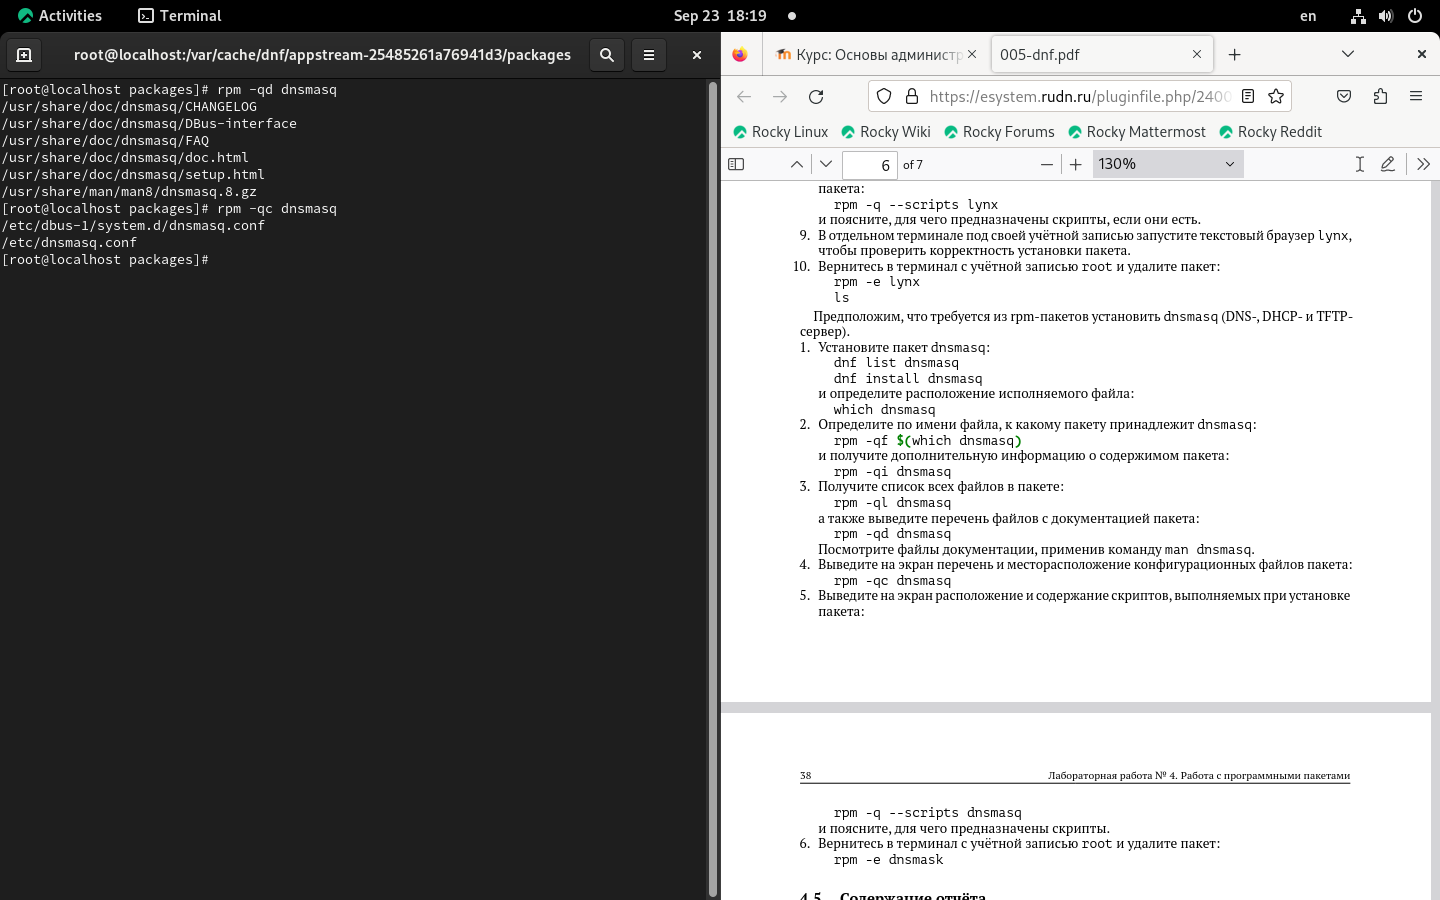 Activities
Terminal
Sep 23 18:19
en
root@localhost:/var/cache/dnf/appstream-25485261a76941d3/packages
[root@localhost packages]# rpm -qd dnsmasq
/usr/share/doc/dnsmasq/CHANGELOG
/usr/share/doc/dnsmasq/DBus-interface
/usr/share/doc/dnsmasq/FAQ
/usr/share/doc/dnsmasq/doc.html
/usr/share/doc/dnsmasq/setup.html
/usr/share/man/man8/dnsmasq.8.gz
[root@localhost packages]# rpm -qc dnsmasq
/etc/dbus-1/system.d/dnsmasq.conf
/etc/dnsmasq.conf
[root@localhost packages]#
Курс: Основы администр
005-dnf.pdf
https://esystem.rudn.ru/pluginfile.php/2400
Rocky Linux
Rocky Wiki
Rocky Forums
Rocky Mattermost
Rocky Reddit
6 of 7
130%
пакета:
rpm -q --scripts lynx
и поясните, для чего предназначены скрипты, если они есть.
9. В отдельном терминале под своей учётной записью запустите текстовый браузер lynx,
чтобы проверить корректность установки пакета.
10. Вернитесь в терминал с учётной записью root и удалите пакет:
rpm -e lynx
ls
Предположим, что требуется из rpm-пакетов установить dnsmasq (DNS-, DHCP- и TFTP-
сервер).
1. Установите пакет dnsmasq:
dnf list dnsmasq
dnf install dnsmasq
и определите расположение исполняемого файла:
which dnsmasq
2. Определите по имени файла, к какому пакету принадлежит dnsmasq:
rpm -qf $(which dnsmasq)
и получите дополнительную информацию о содержимом пакета:
rpm -qi dnsmasq
3. Получите список всех файлов в пакете:
rpm -ql dnsmasq
а также выведите перечень файлов с документацией пакета:
rpm -qd dnsmasq
Посмотрите файлы документации, применив команду man dnsmasq.
4. Выведите на экран перечень и месторасположение конфигурационных файлов пакета:
rpm -qc dnsmasq
5. Выведите на экран расположение и содержание скриптов, выполняемых при установке
пакета:
38
Лабораторная работа № 4. Работа с программными пакетами
rpm -q --scripts dnsmasq
и поясните, для чего предназначены скрипты.
6. Вернитесь в терминал с учётной записью root и удалите пакет:
rpm -e dnsmask
4.5. Содержание отчёта